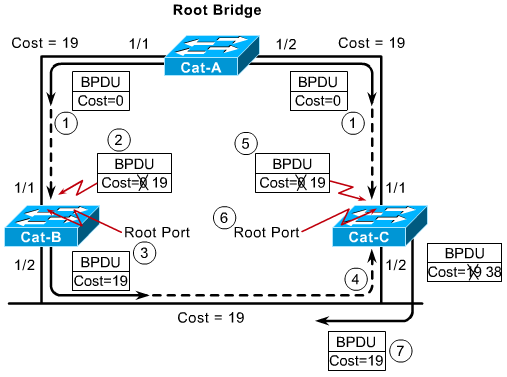 Root Bridge
Cost = 19
1/1
1/2
Cost = 19
Cat-A
BPDU
Cost=0
BPDU
Cost=0
1
1
2
5
BPDU
Cost=0 19
BPDU
Cost=0 19
1/1
1/1
6
Cat-B
Root Port
Root Port
Cat-C
3
1/2
BPDU
Cost=19
4
1/2
BPDU
Cost=19 38
Cost = 19
BPDU
Cost=19
7